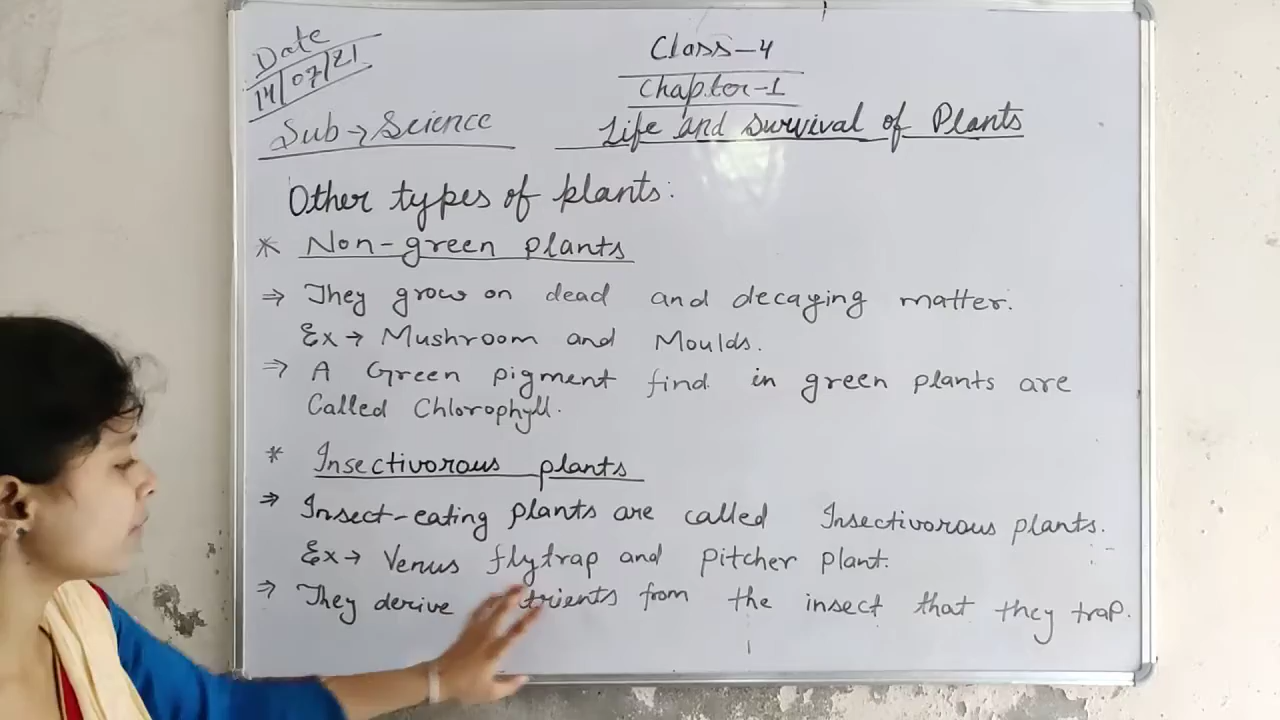 Date
14/07/21
Class-4
Chapter-1
Sub→Science
Life and Survival of Plants
Other types of plants:
* Non-green plants
⇒ They grow on dead and decaying matter.
Ex→ Mushroom and Moulds.
⇒ A Green pigment find in green plants are
Called Chlorophyll.
* Insectivorous plants
⇒ Insect-eating plants are called Insectivorous plants.
Ex→ Venus flytrap and Pitcher plant.
⇒ They derive from the insect that they trap.